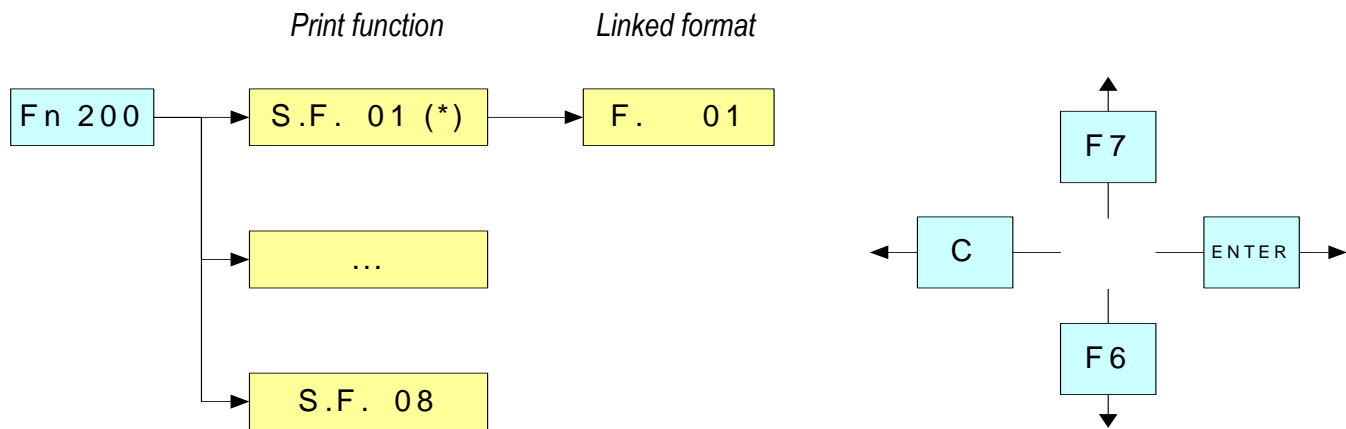 Print function
Linked format
Fn 200
S.F. 01 (*)
F. 01
...
S.F. 08
F7
C
ENTER
F6